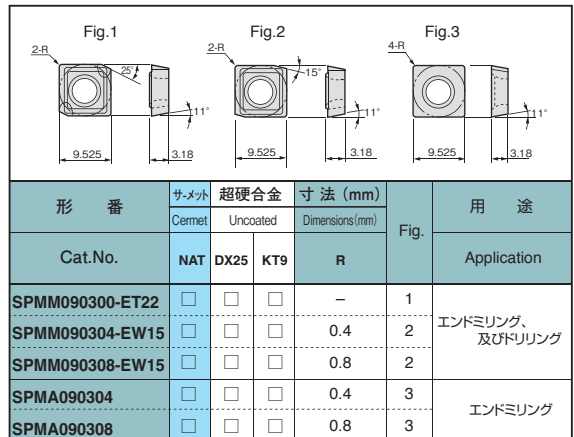 Fig.1 Fig.2 Fig.3
2-R 2-R 4-R
25° 15°
11° 11° 11°
9.525 3.18 9.525 3.18 9.525 3.18
形 番 サーメット 超硬合金 寸 法 (mm) Fig. 用 途
Cermet Uncoated Dimensions(mm)
Cat.No. NAT DX25 KT9 R Application
SPMM090300-ET22 □ □ □ – 1
SPMM090304-EW15 □ □ □ 0.4 2
エンドミリング、
及びドリリング
SPMM090308-EW15 □ □ □ 0.8 2
SPMA090304 □ □ □ 0.4 3
エンドミリング
SPMA090308 □ □ □ 0.8 3